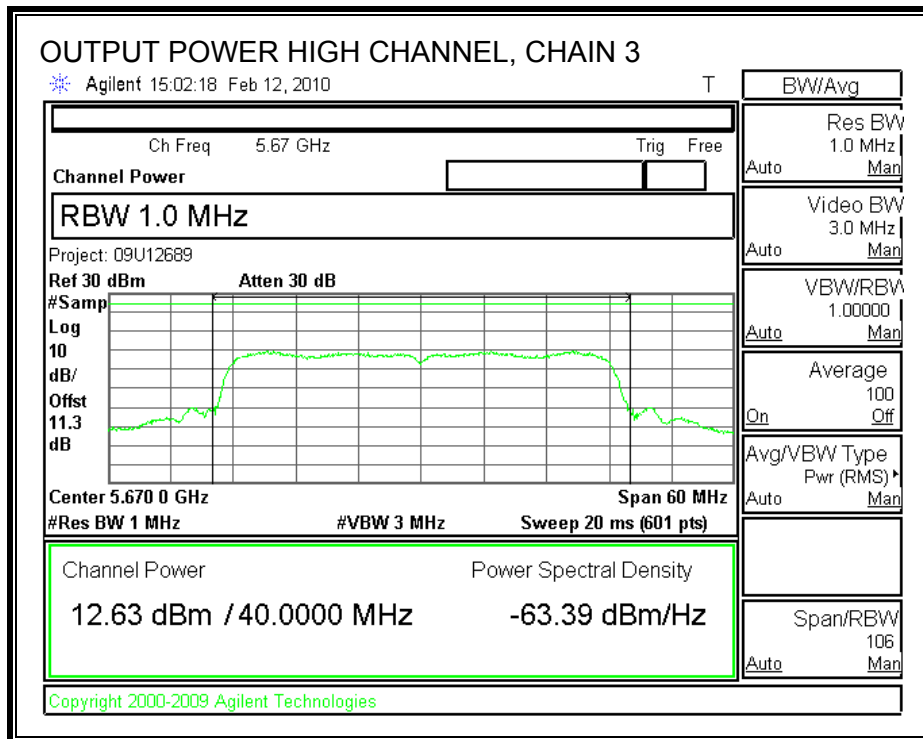 OUTPUT POWER HIGH CHANNEL, CHAIN 3
Agilent 15:02:18 Feb 12, 2010 T
Ch Freq 5.67 GHz Trig Free
Channel Power
RBW 1.0 MHz
Project: 09U12689
Ref 30 dBm Atten 30 dB
#Samp
Log
10
dB/
Offst
11.3
dB
Center 5.670 0 GHz Span 60 MHz
#Res BW 1 MHz #VBW 3 MHz Sweep 20 ms (601 pts)
Channel Power Power Spectral Density
12.63 dBm / 40.0000 MHz -63.39 dBm/Hz
Copyright 2000-2009 Agilent Technologies
BW/Avg
Res BW
1.0 MHz
Auto Man
Video BW
3.0 MHz
Auto Man
VBW/RBW
1.00000
Auto Man
Average
100
On Off
Avg/VBW Type
Pwr (RMS)
Auto Man
Span/RBW
106
Auto Man